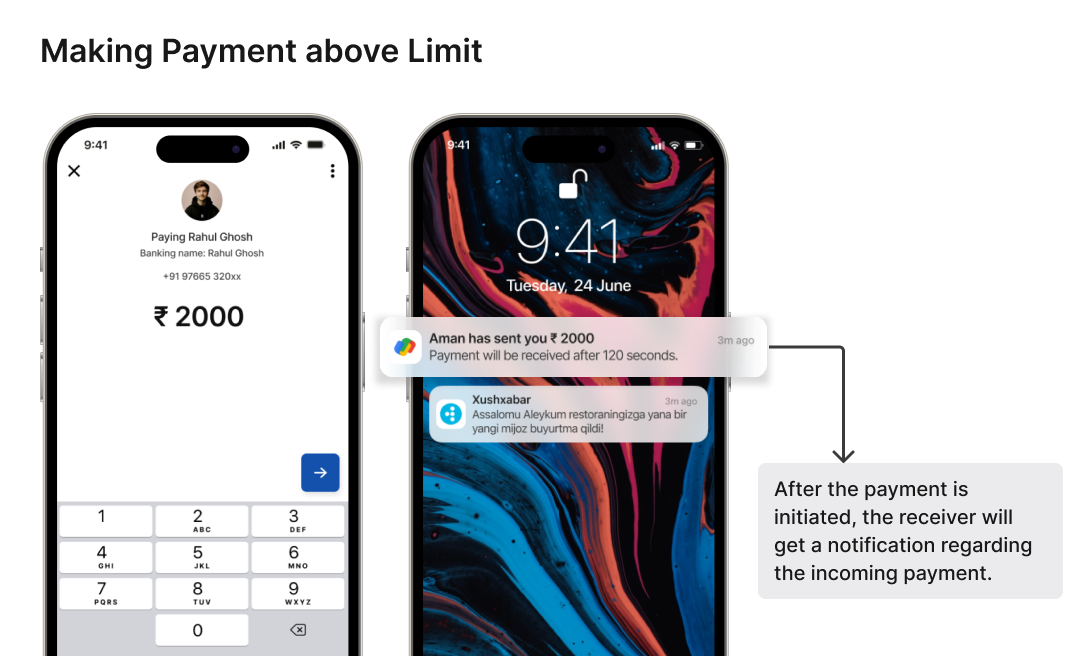 Making Payment above Limit
9:41
Paying Rahul Ghosh
Banking name: Rahul Ghosh
+91 97665 320xx
₹ 2000
1
2
ABC
3
DEF
4
GHI
5
JKL
6
MNO
7
PQRS
8
TUV
9
WXYZ
0
9:41
9:41
Tuesday, 24 June
Aman has sent you ₹ 2000
3m ago
Payment will be received after 120 seconds.
Xushxabar
3m ago
Assalomu Aleykum restoraningizga yana bir
yangi mijoz buyurtma qildi!
After the payment is
initiated, the receiver will
get a notification regarding
the incoming payment.